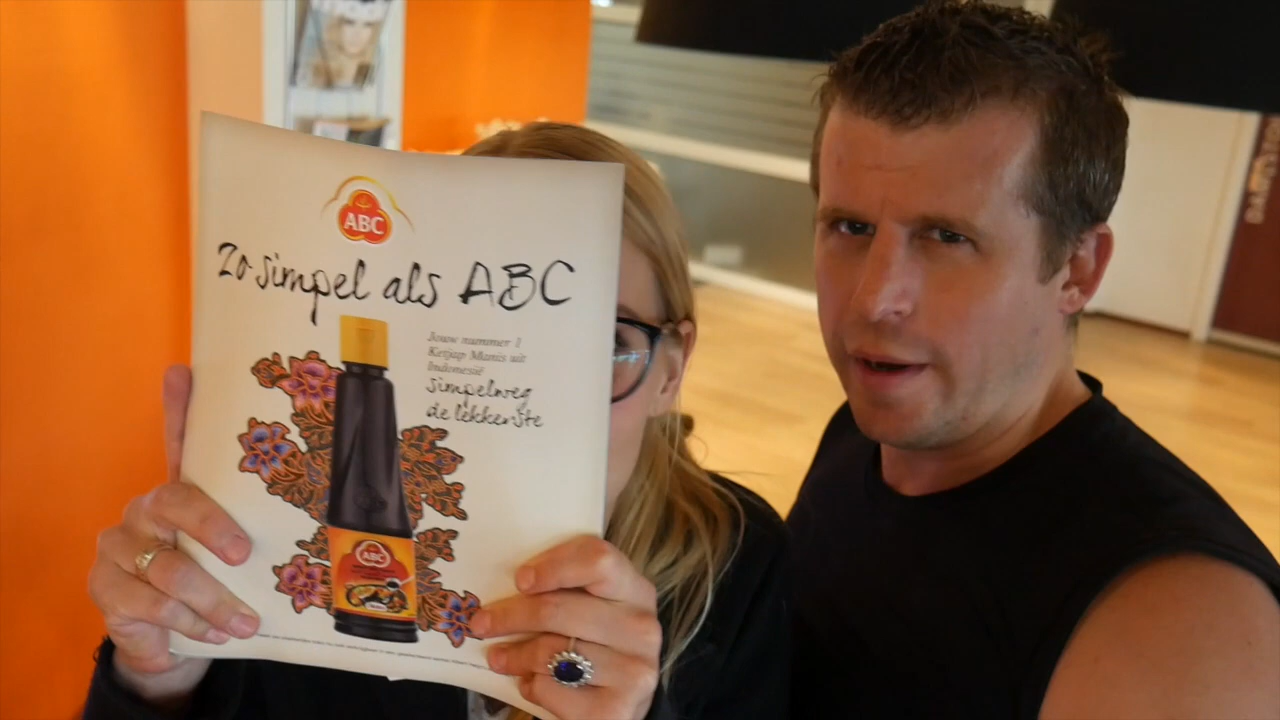 ABC
Zo simpel als ABC
Jouw nummer 1
Ketjap Manis uit
Indonesië
Simpelweg
de lekkerste
ABC